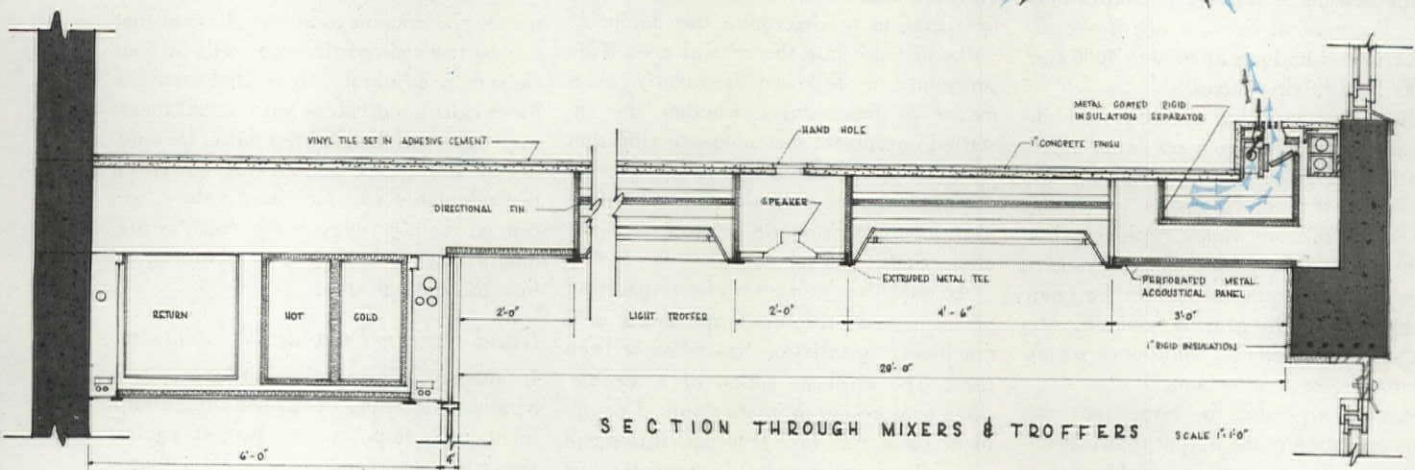 METAL COATED RIGID
INSULATION SEPARATOR
VINYL TILE SET IN ADHESIVE CEMENT
HAND HOLE
1" CONCRETE FINISH
DIRECTIONAL FIN
SPEAKER
EXTRUDED METAL TEE
PERFORATED METAL
ACCOUSTICAL PANEL
RETURN
HOT
COLD
2'-0"
LIGHT TROFFER
2'-0"
4'-6"
3'-0"
1" RIGID INSULATION
28'-0"
SECTION THROUGH MIXERS & TROFFERS
SCALE 1"-1'-0"
6'-0"
4"